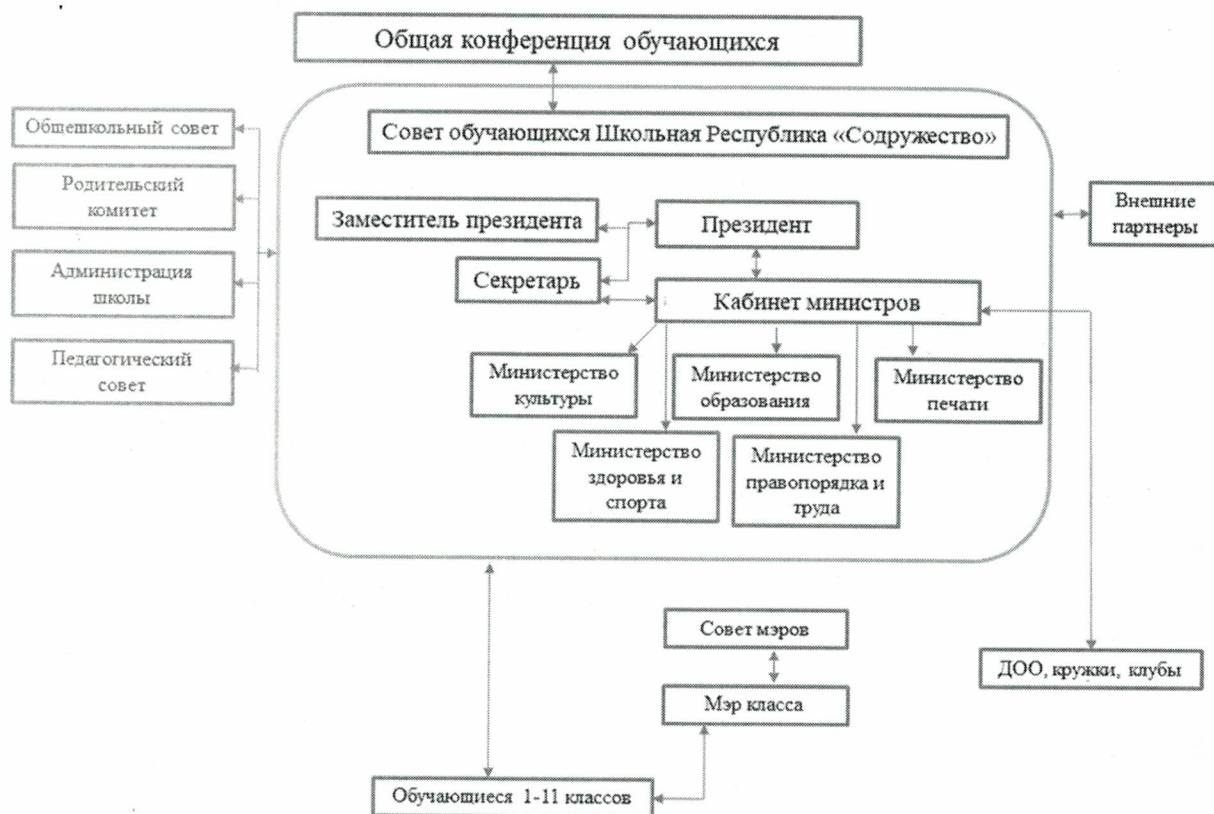 Общая конференция обучающихся
Совет обучающихся Школьная Республика «Содружество»
Общешкольный совет
Родительский
комитет
Администрация
школы
Педагогический
совет
Заместитель президента
Президент
Секретарь
Кабинет министров
Внешние
партнеры
Министерство
культуры
Министерство
образования
Министерство
печати
Министерство
здоровья и
спорта
Министерство
правопорядка и
труда
Совет мэров
Мэр класса
ДОО, кружки, клубы
Обучающиеся 1-11 классов